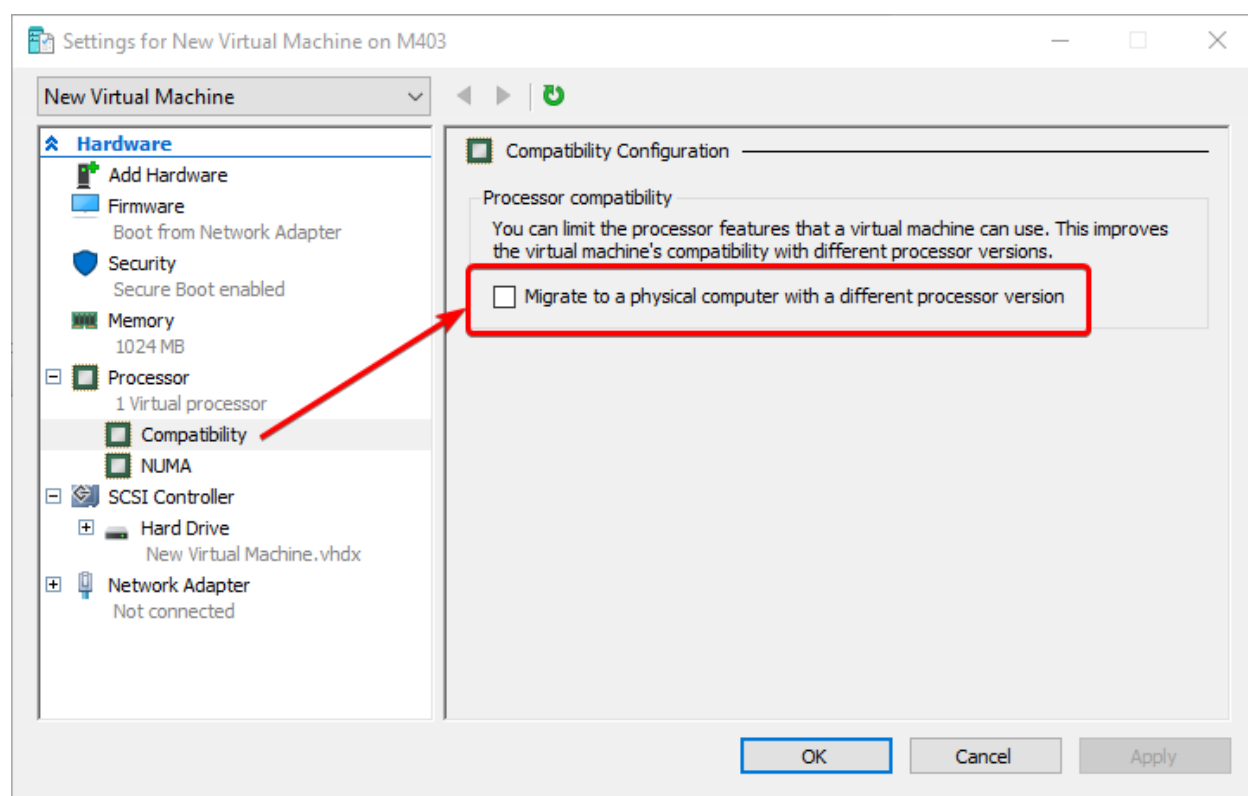 Settings for New Virtual Machine on M403
New Virtual Machine
Hardware
Add Hardware
Firmware
Boot from Network Adapter
Security
Secure Boot enabled
Memory
1024 MB
Processor
1 Virtual processor
Compatibility
NUMA
SCSI Controller
Hard Drive
New Virtual Machine.vhdx
Network Adapter
Not connected
Compatibility Configuration
Processor compatibility
You can limit the processor features that a virtual machine can use. This improves
the virtual machine's compatibility with different processor versions.
Migrate to a physical computer with a different processor version
OK
Cancel
Apply